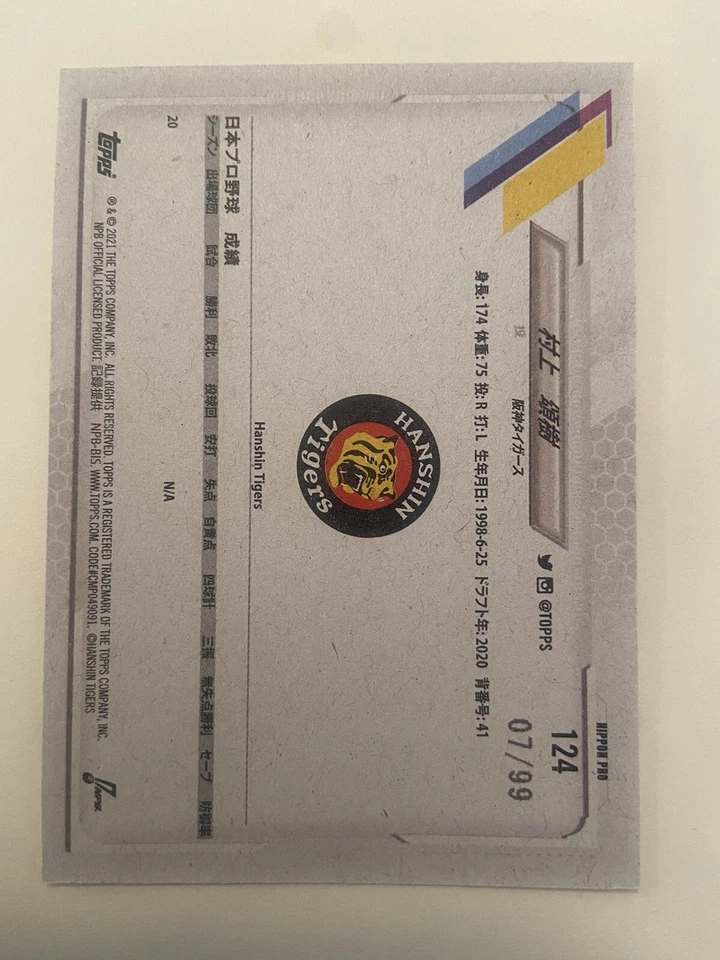 NIPPON PRO
124
07/99
村上 頌樹
@TOPPS
投
阪神タイガース
身長: 174 体重: 75 投: R 打: L 生年月日: 1998-6-25 ドラフト年: 2020 背番号: 41
HANSHIN
Tigers
Hanshin Tigers
日本プロ野球 成績
シーズン 出場球団 試合 勝利 敗北 投球回 安打 失点 自責点 四球計 三振 無失点勝利 セーブ 防御率
20 N/A
topps
® & © 2021 THE TOPPS COMPANY, INC. ALL RIGHTS RESERVED. TOPPS IS A REGISTERED TRADEMARK OF THE TOPPS COMPANY, INC.
NPB OFFICIAL LICENSED PRODUCT. 記録提供 NPB-BIS. WWW.TOPPS.COM. CODE#CMP049091. ©HANSHIN TIGERS